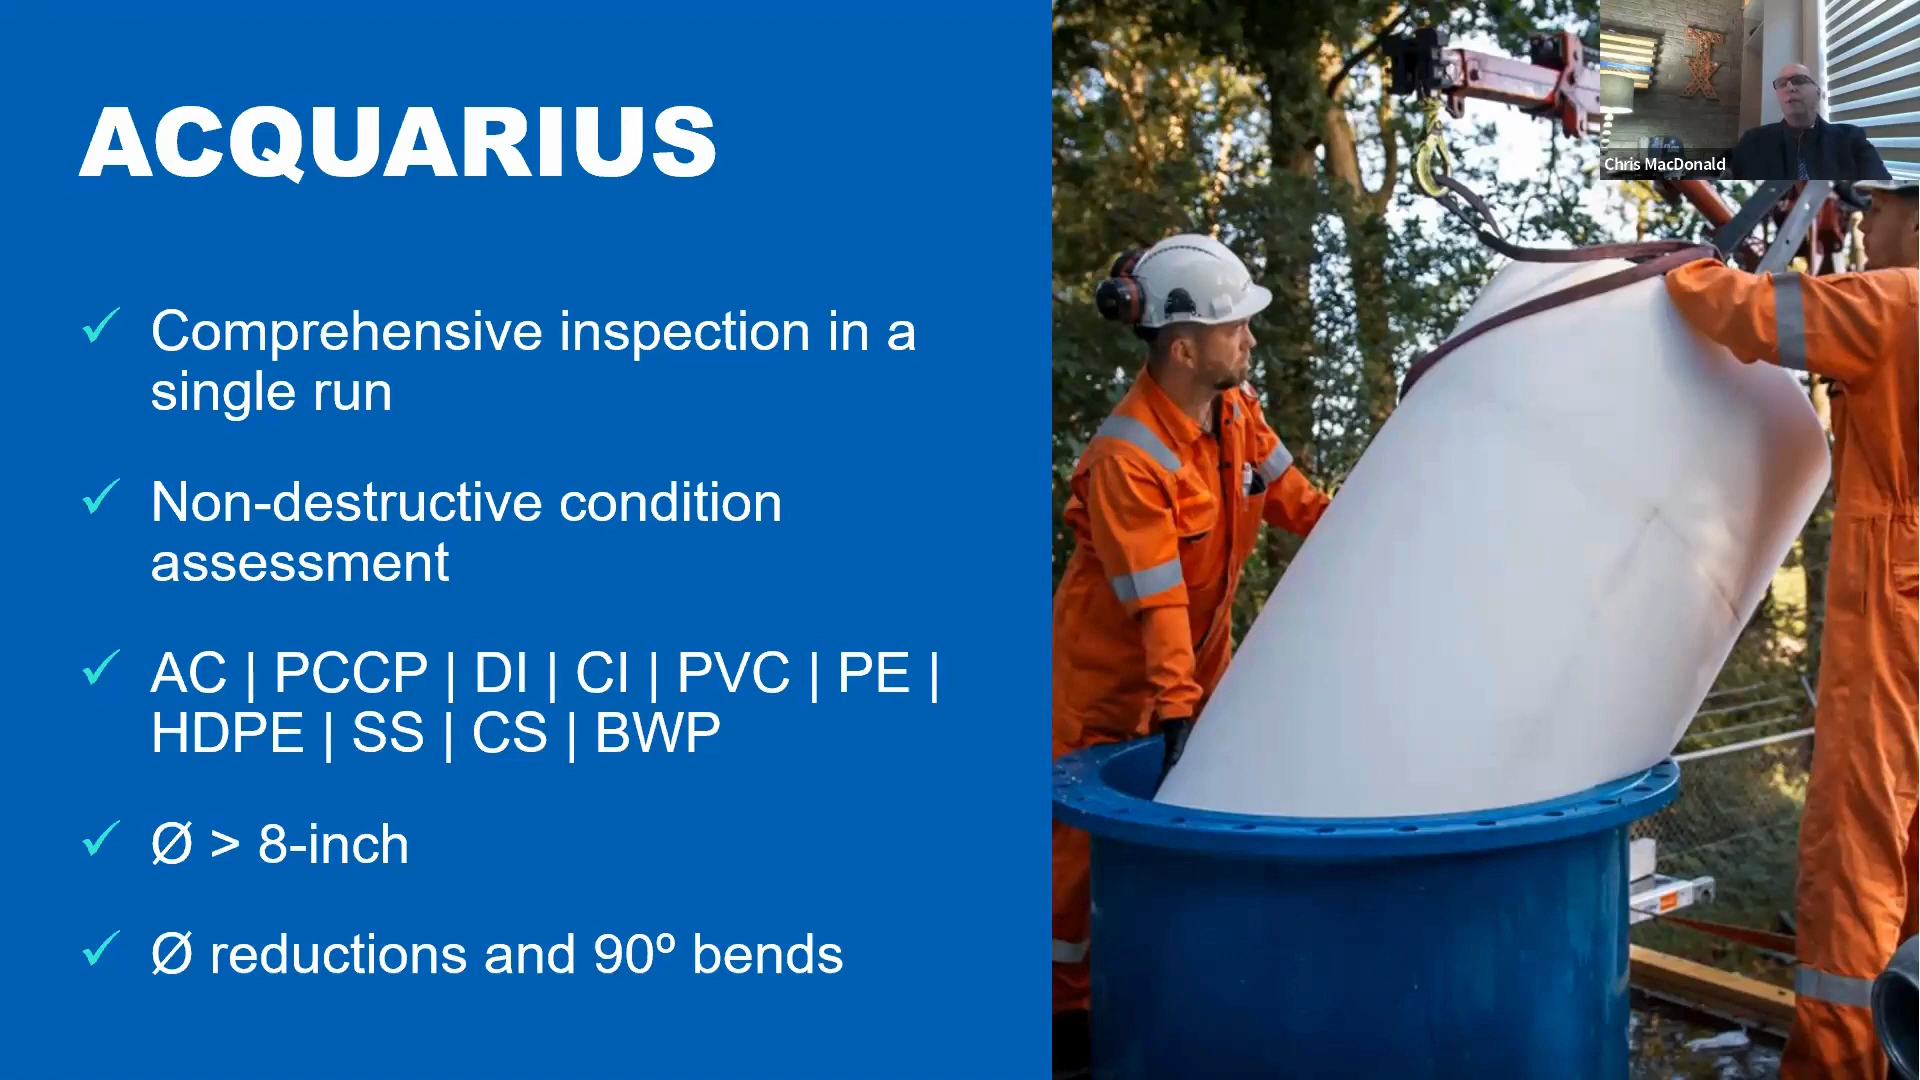 ACQUARIUS
Comprehensive inspection in a
single run
Non-destructive condition
assessment
AC | PCCP | DI | CI | PVC | PE |
HDPE | SS | CS | BWP
Ø > 8-inch
Ø reductions and 90º bends
Chris MacDonald